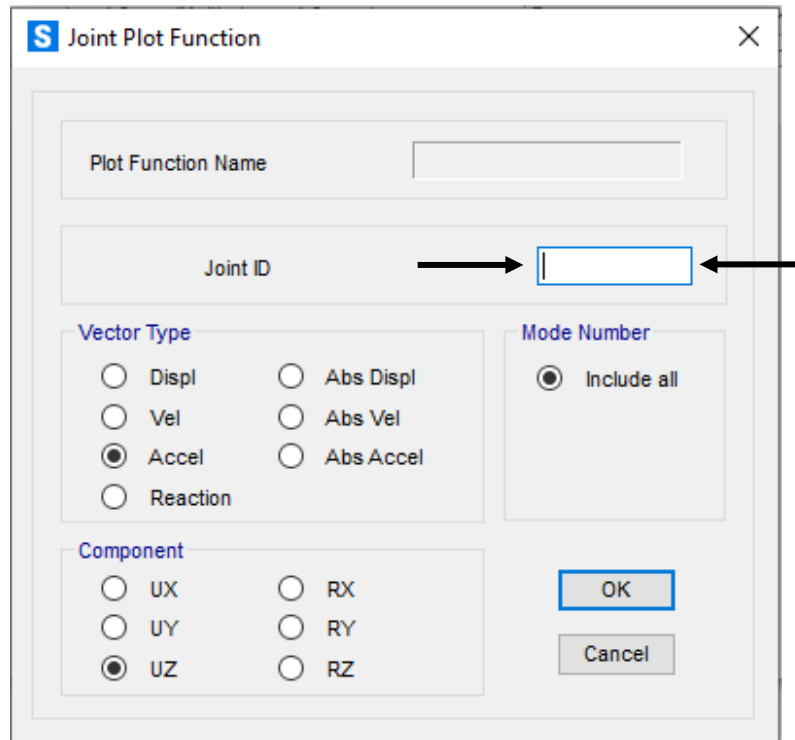 S Joint Plot Function
Plot Function Name
Joint ID
Vector Type
Displ Abs Displ
Vel Abs Vel
Accel Abs Accel
Reaction
Mode Number
Include all
Component
UX RX
UY RY
UZ RZ
OK
Cancel